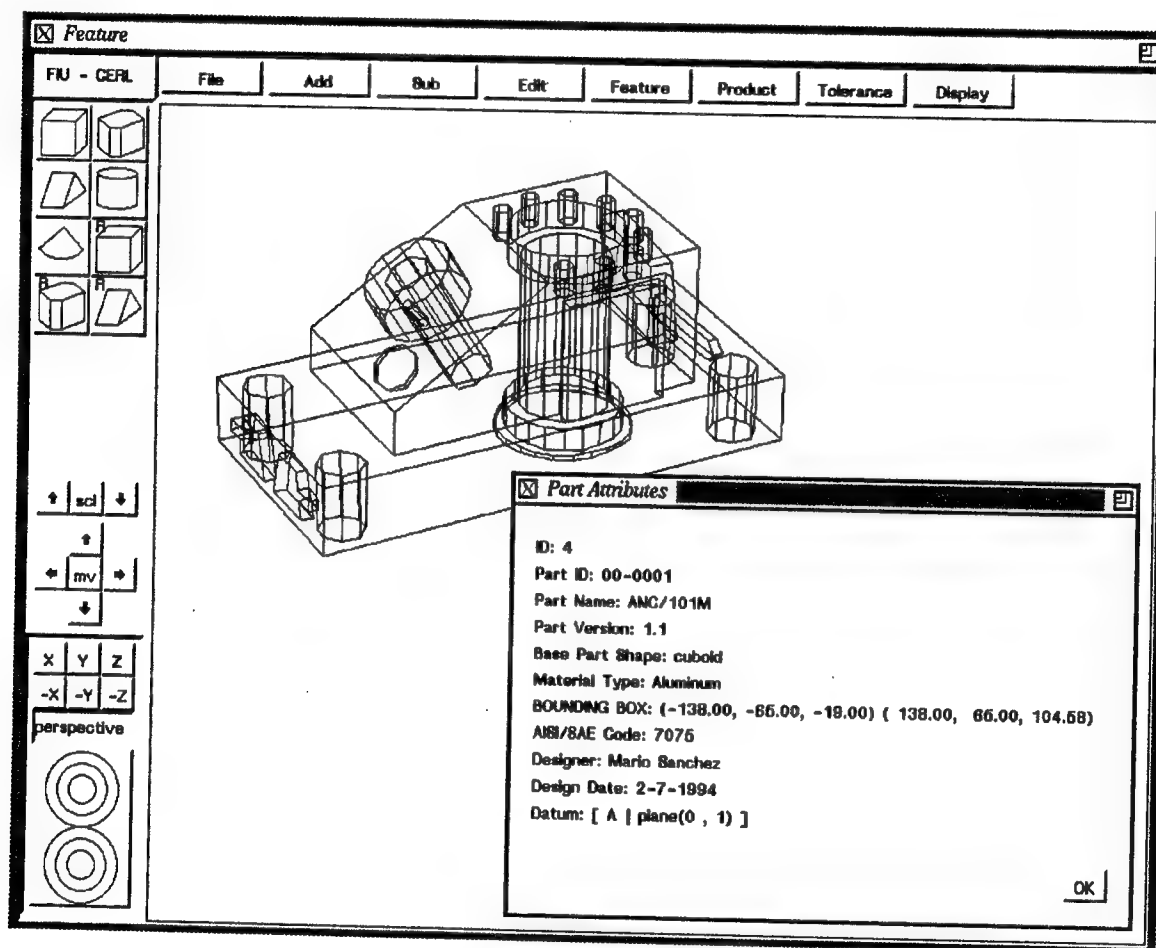 Feature
FIU - CERL
File Add Sub Edit Feature Product Tolerance Display
R
R R
scl
mv
X Y Z
-X -Y -Z
perspective
Part Attributes
ID: 4
Part ID: 00-0001
Part Name: ANC/101M
Part Version: 1.1
Base Part Shape: cuboid
Material Type: Aluminum
BOUNDING BOX: (-138.00, -66.00, -19.00) ( 138.00, 66.00, 104.58)
AISI/SAE Code: 7075
Designer: Mario Sanchez
Design Date: 2-7-1994
Datum: [ A | plane(0 , 1) ]
OK